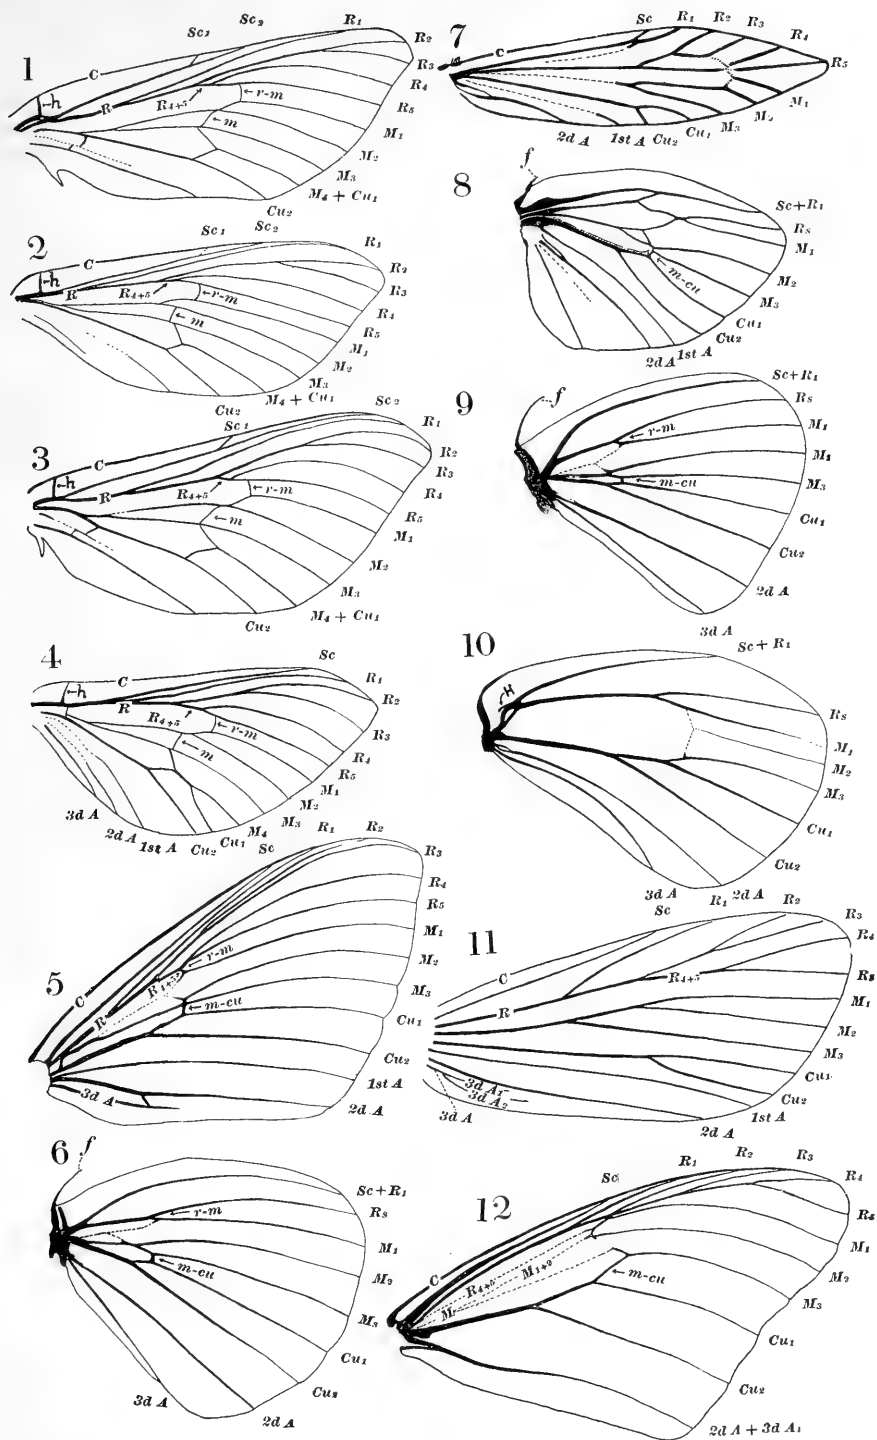 1
Sc1 Sc2 R1 R2
C
h
R
R4+5
r-m
m
R3
R4
R5
M1
M2
M3
M4 + Cu1
Cu2
2
Sc1 Sc2 R1
C
h
R
R4+5
r-m
m
R2
R3
R4
R5
M1
M2
M3
M4 + Cu1
Cu2
3
Sc1
Sc2
R1
C
h
R
R4+5
r-m
m
R2
R3
R4
R5
M1
M2
M3
M4 + Cu1
Cu2
4
Sc
C
h
R
R4+5
r-m
m
R1
R2
R3
R4
R5
M1
M2
M3
M4
Cu1
Cu2
1st A
2d A
3d A
5
Sc R1 R2
R3
R4
R5
C
R
R4+5
r-m
m-cu
M1
M2
M3
Cu1
Cu2
1st A
2d A
3d A
6
f
r-m
m-cu
Sc+R1
Rs
M1
M2
M3
Cu1
Cu2
2d A
3d A
7
Sc R1 R2 R3 R4
C
R5
M1
M2
M3
Cu1
Cu2
1st A
2d A
8
f
Sc+R1
Rs
M1
M2
M3
m-cu
Cu1
Cu2
1st A
2d A
9
f
Sc+R1
Rs
r-m
M1
M1
m-cu
M3
Cu1
Cu2
2d A
3d A
10
H
Sc + R1
Rs
M1
M2
M3
Cu1
Cu2
2d A
3d A
11
Sc
R1
R2
R3
C
R
R4+5
R4
R5
M1
M2
M3
Cu1
Cu2
1st A
2d A
3d A1
3d A2
3d A
12
Sc
R1 R2 R3
R4
R5
C
R4+5
M1+2
M
m-cu
M1
M2
M3
Cu1
Cu2
2d A + 3d A1